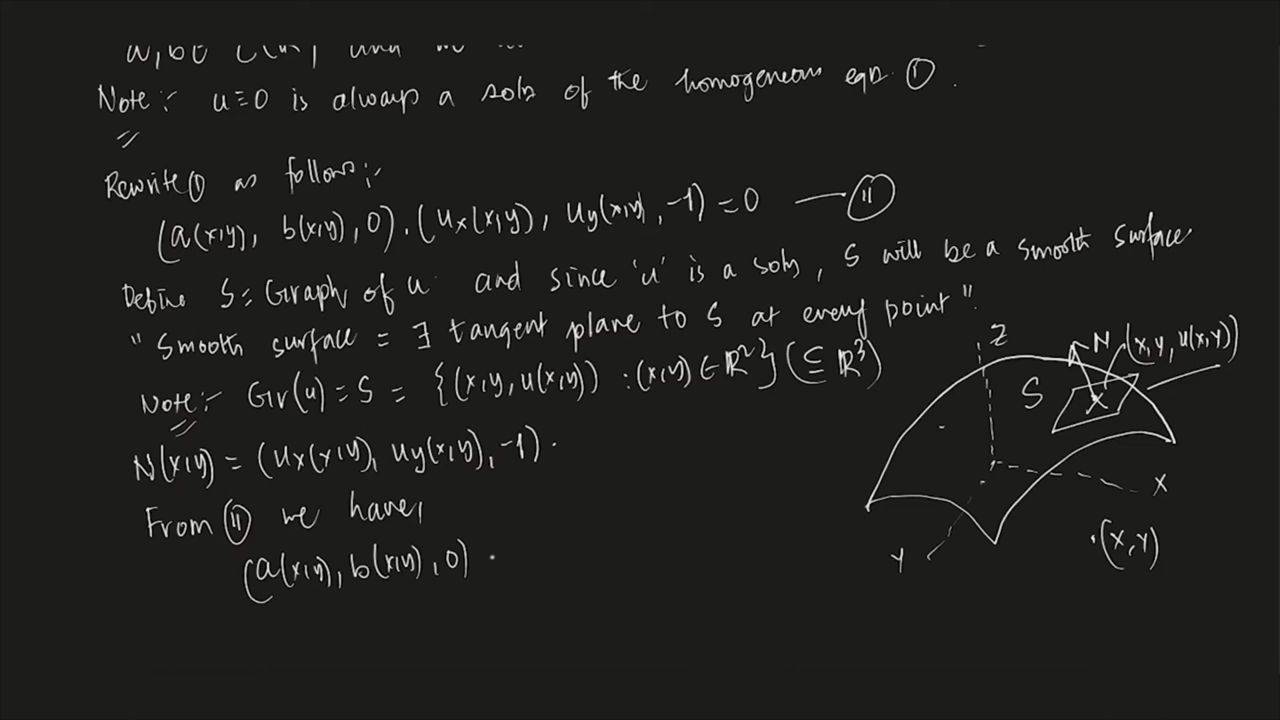 Note :- u≡0 is always a soln of the homogeneous eqn ①.
Rewrite ① as follows :-
(a(x,y), b(x,y), 0) . (ux(x,y), uy(x,y), -1) = 0 — ⑪
Define S = Graph of u and since 'u' is a soln, S will be a smooth surface
"Smooth surface = ∃ tangent plane to S at every point".
Note :- Gr(u) = S = {(x,y, u(x,y)) : (x,y) ∈ ℝ²} (⊆ ℝ³)
N(x,y) = (ux(x,y), uy(x,y), -1).
From ⑪ we have,
(a(x,y), b(x,y), 0) .
Z
N
(x, y, u(x,y))
S
X
X
Y
.(x, y)